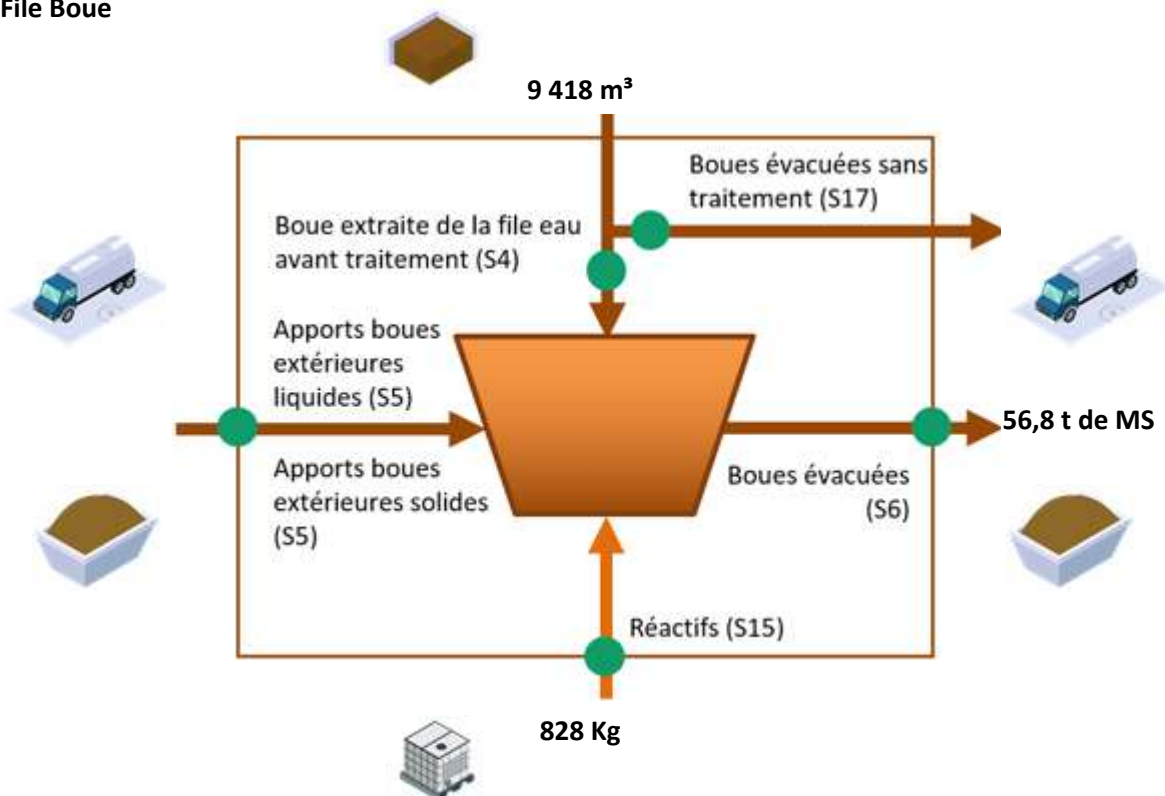 File Boue
9 418 m³
Boues évacuées sans
traitement (S17)
Boue extraite de la file eau
avant traitement (S4)
Apports boues
extérieures
liquides (S5)
56,8 t de MS
Apports boues
extérieures solides
(S5)
Boues évacuées
(S6)
Réactifs (S15)
828 Kg